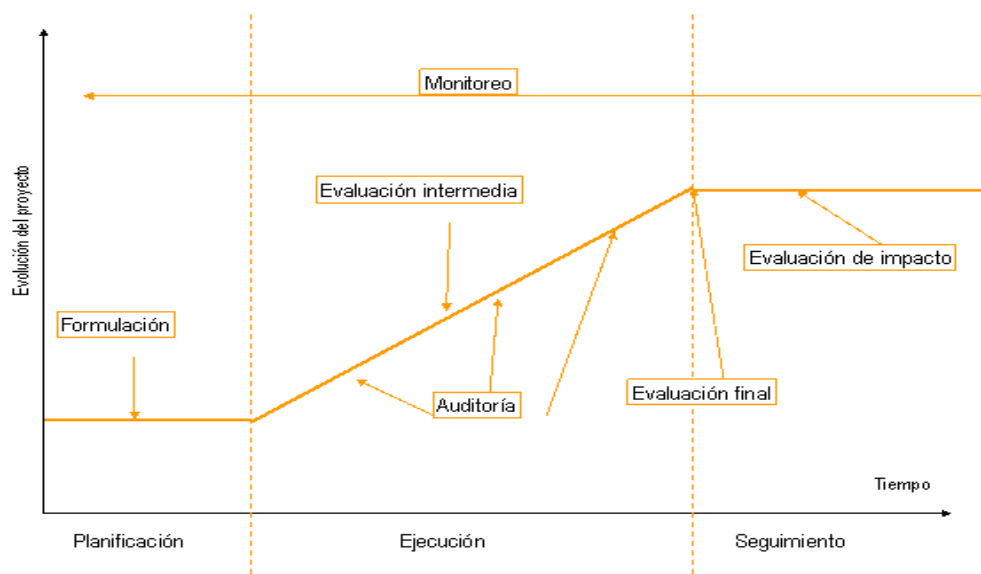 Monitoreo
Evaluación intermedia
Evaluación de impacto
Formulación
Auditoría
Evaluación final
Evolución del proyecto
Tiempo
Planificación
Ejecución
Seguimiento